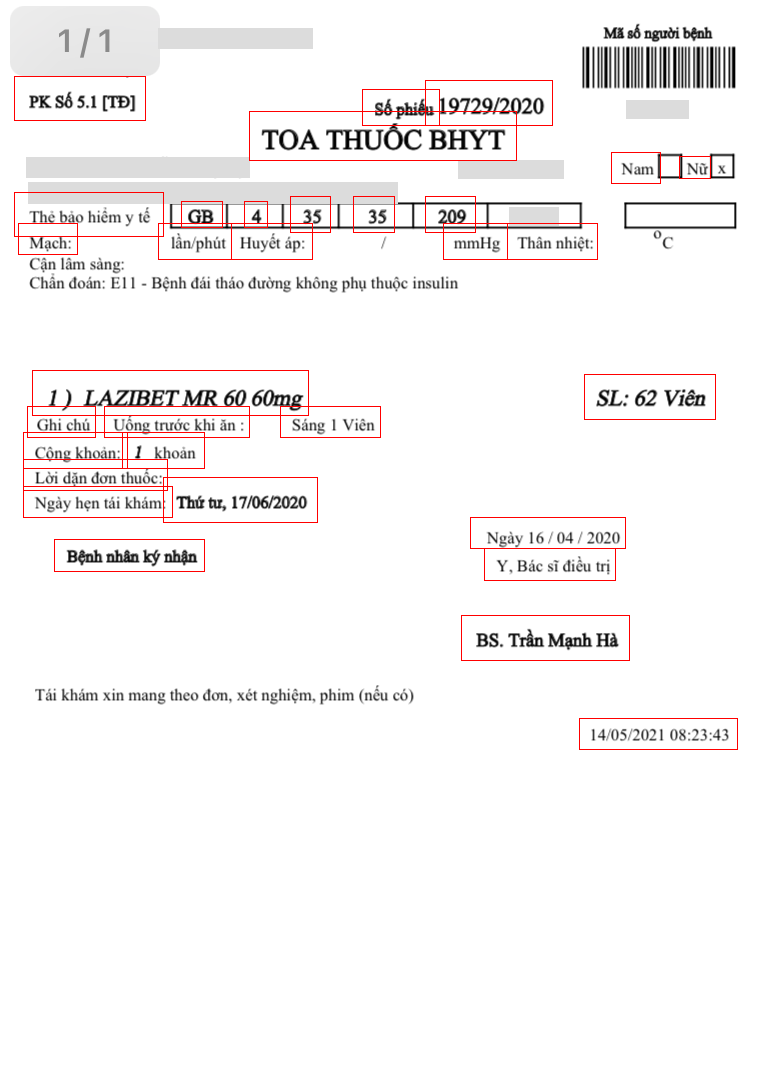 1/1
Mã số người bệnh
PK Số 5.1 [TĐ]
Số phiếu 19729/2020
TOA THUỐC BHYT
Nam Nữ x
Thẻ bảo hiểm y tế GB 4 35 35 209
Mạch: lần/phút Huyết áp: / mmHg Thân nhiệt: °C
Cận lâm sàng:
Chẩn đoán: E11 - Bệnh đái tháo đường không phụ thuộc insulin
1 ) LAZIBET MR 60 60mg SL: 62 Viên
Ghi chú Uống trước khi ăn : Sáng 1 Viên
Cộng khoản: 1 khoản
Lời dặn đơn thuốc:
Ngày hẹn tái khám: Thứ tư, 17/06/2020
Ngày 16 / 04 / 2020
Bệnh nhân ký nhận
Y, Bác sĩ điều trị
BS. Trần Mạnh Hà
Tái khám xin mang theo đơn, xét nghiệm, phim (nếu có)
14/05/2021 08:23:43